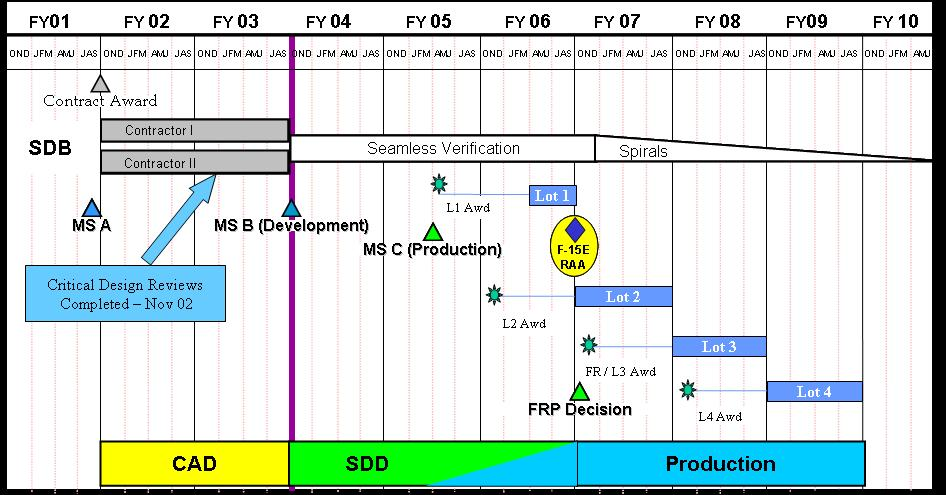 FY01 FY 02 FY 03 FY 04 FY 05 FY 06 FY 07 FY 08 FY09 FY 10
OND JFM AMJ JAS OND JFM AMJ JAS OND JFM AMJ JAS OND JFM AMJ JAS OND JFM AMJ JAS OND JFM AMJ JAS OND JFM AMJ JAS OND JFM AMJ JAS OND JFM AMJ JAS OND JFM AMJ
Contract Award
SDB
Contractor I
Contractor II
Seamless Verification
Spirals
MS A
MS B (Development)
MS C (Production)
L1 Awd
Lot 1
F-15E
RAA
Critical Design Reviews
Completed – Nov 02
L2 Awd
Lot 2
FR / L3 Awd
Lot 3
FRP Decision
L4 Awd
Lot 4
CAD
SDD
Production